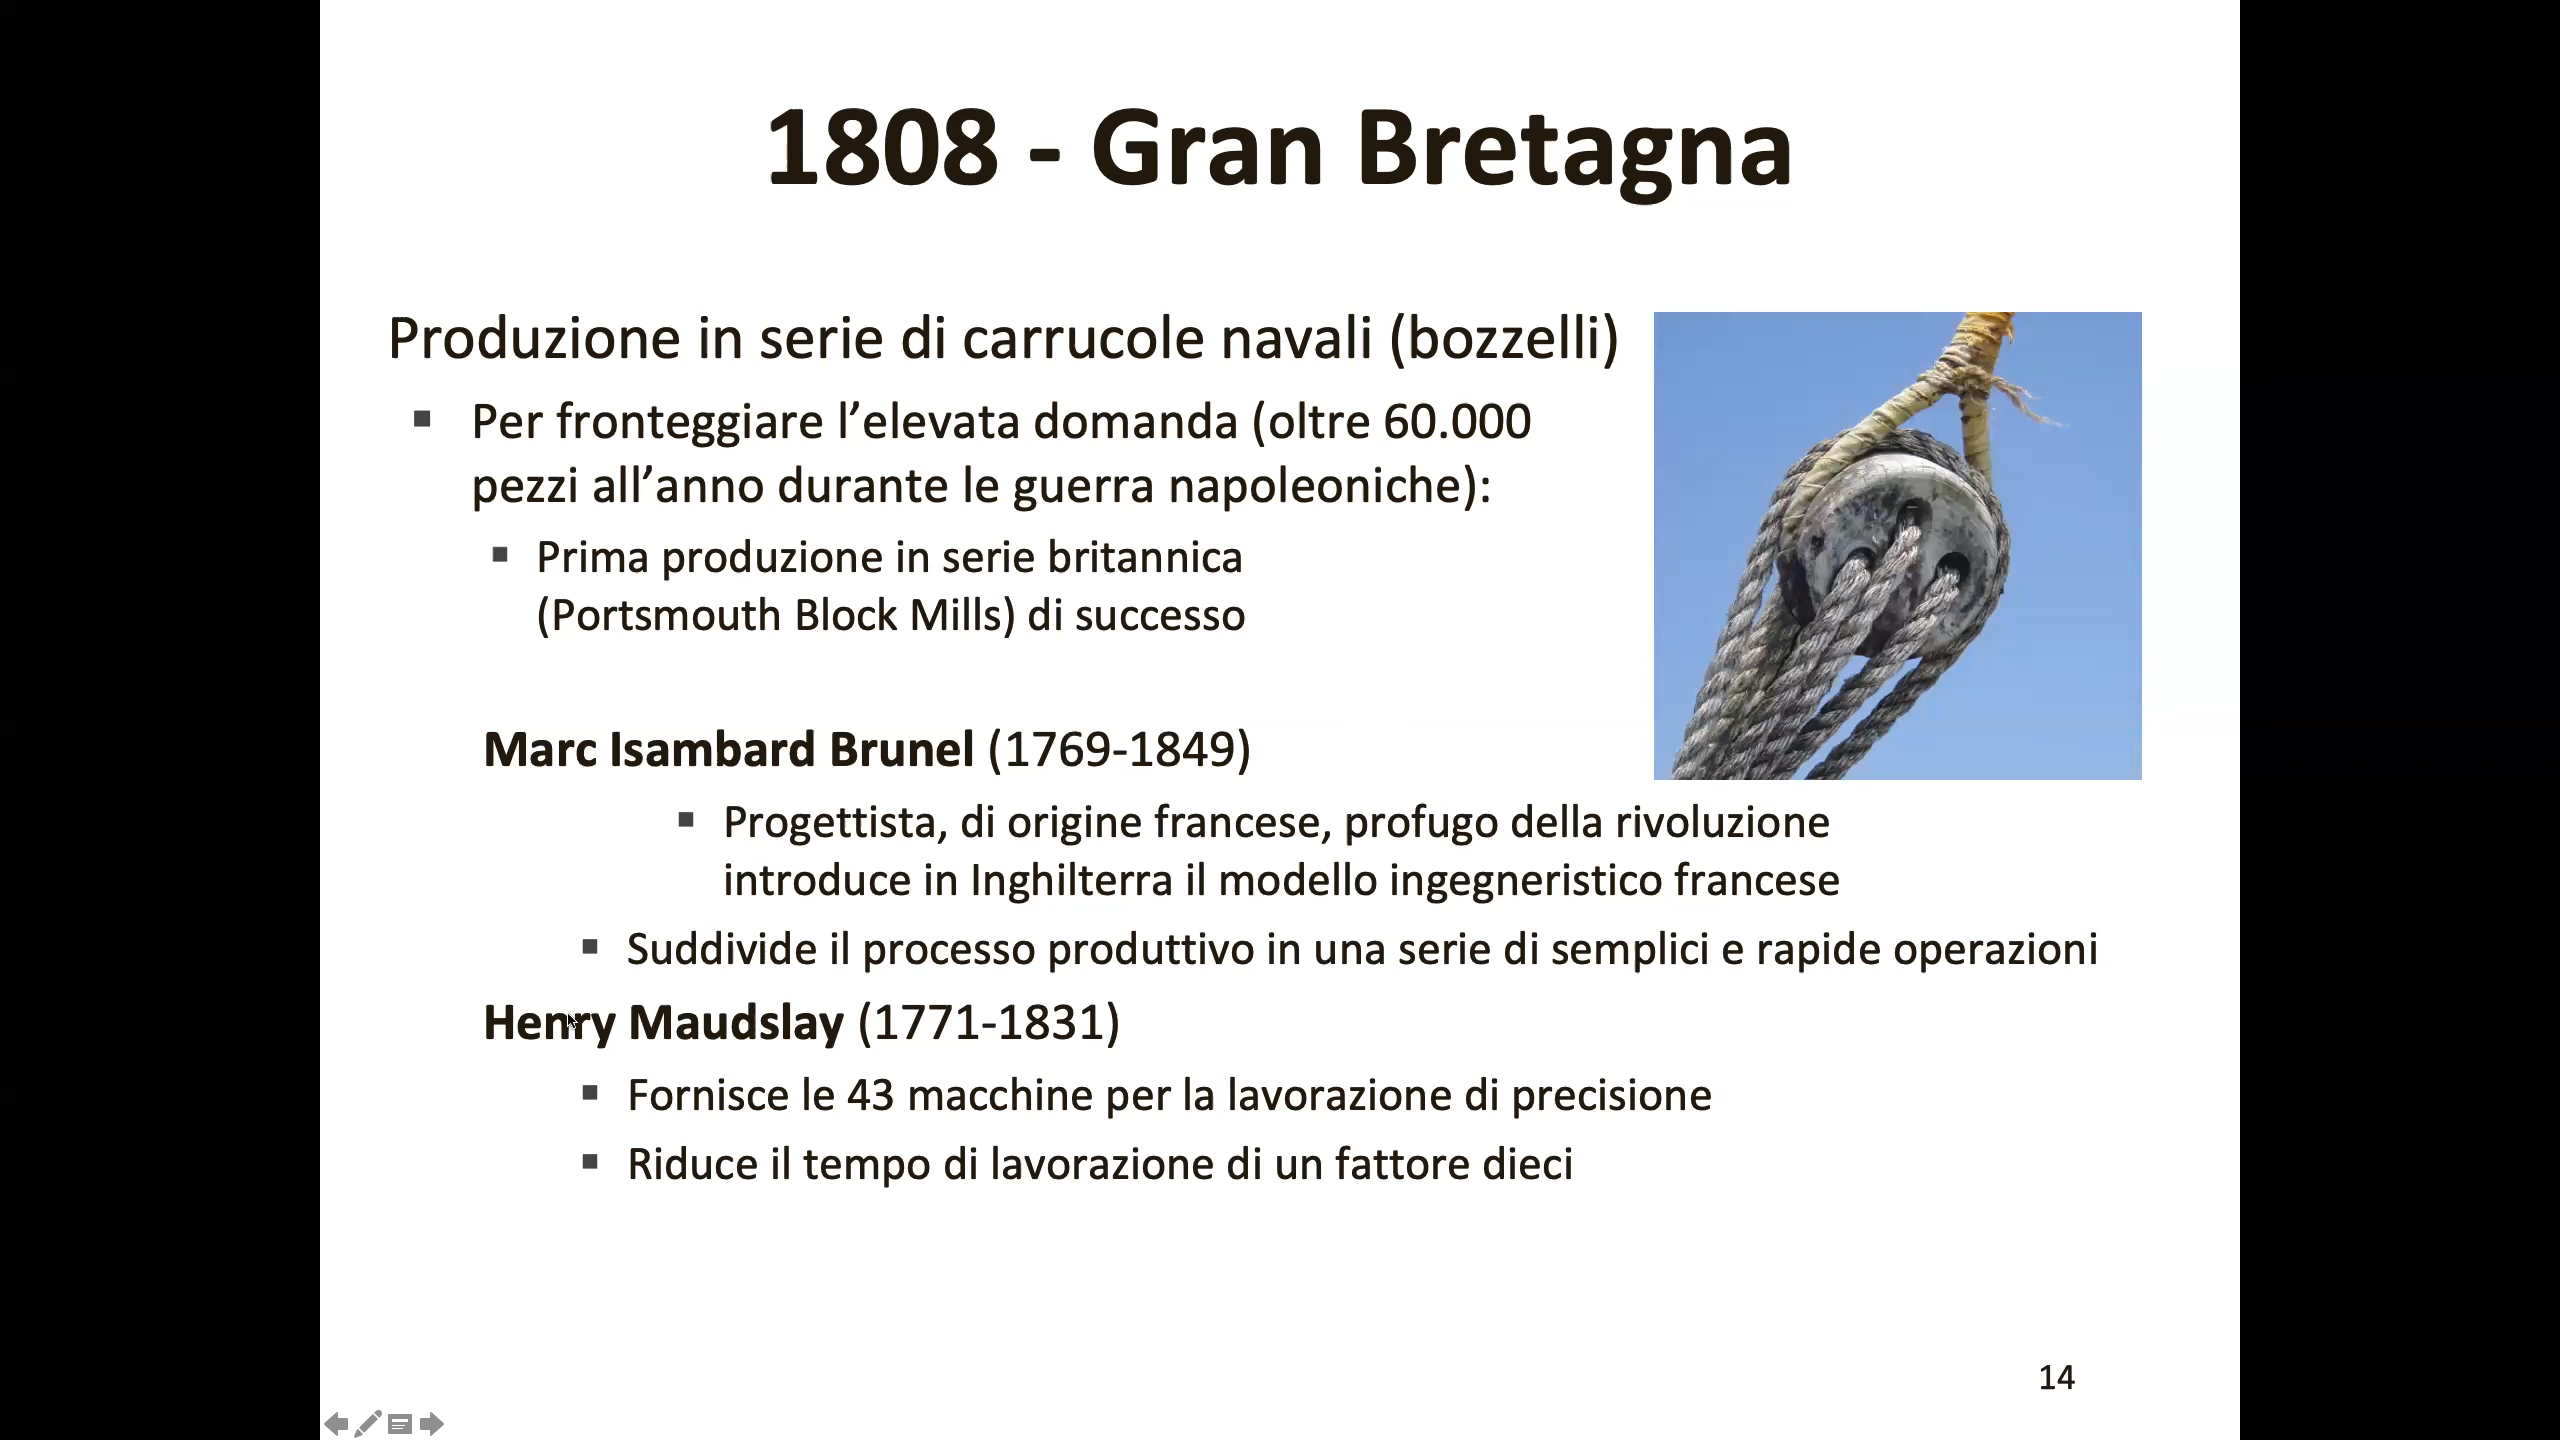 1808 - Gran Bretagna
Produzione in serie di carrucole navali (bozzelli)
▪ Per fronteggiare l’elevata domanda (oltre 60.000
pezzi all’anno durante le guerra napoleoniche):
▪ Prima produzione in serie britannica
(Portsmouth Block Mills) di successo
Marc Isambard Brunel (1769-1849)
▪ Progettista, di origine francese, profugo della rivoluzione
introduce in Inghilterra il modello ingegneristico francese
▪ Suddivide il processo produttivo in una serie di semplici e rapide operazioni
Henry Maudslay (1771-1831)
▪ Fornisce le 43 macchine per la lavorazione di precisione
▪ Riduce il tempo di lavorazione di un fattore dieci
14